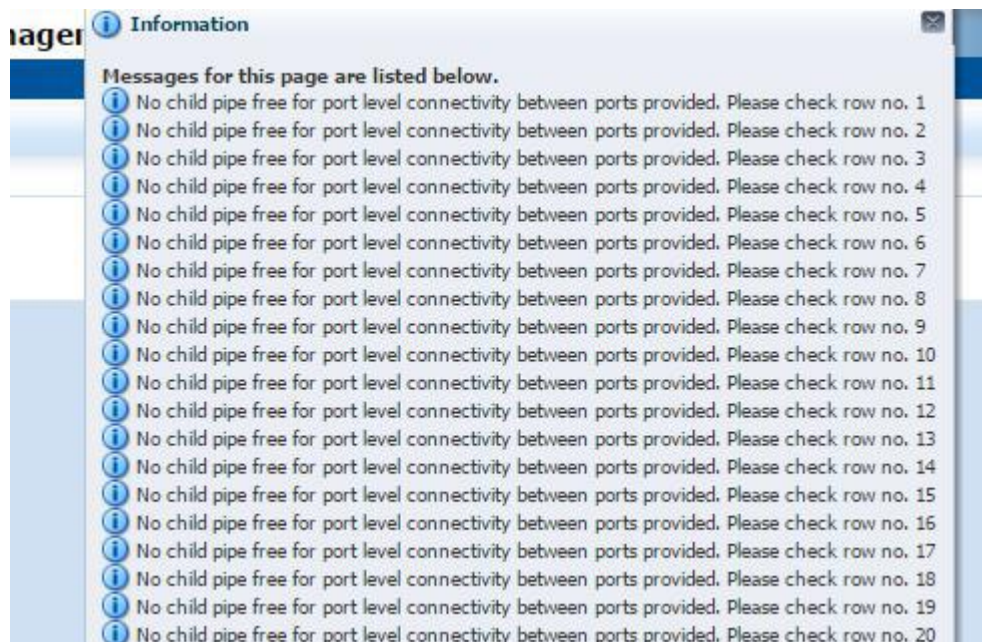 nager
Information
Messages for this page are listed below.
No child pipe free for port level connectivity between ports provided. Please check row no. 1
No child pipe free for port level connectivity between ports provided. Please check row no. 2
No child pipe free for port level connectivity between ports provided. Please check row no. 3
No child pipe free for port level connectivity between ports provided. Please check row no. 4
No child pipe free for port level connectivity between ports provided. Please check row no. 5
No child pipe free for port level connectivity between ports provided. Please check row no. 6
No child pipe free for port level connectivity between ports provided. Please check row no. 7
No child pipe free for port level connectivity between ports provided. Please check row no. 8
No child pipe free for port level connectivity between ports provided. Please check row no. 9
No child pipe free for port level connectivity between ports provided. Please check row no. 10
No child pipe free for port level connectivity between ports provided. Please check row no. 11
No child pipe free for port level connectivity between ports provided. Please check row no. 12
No child pipe free for port level connectivity between ports provided. Please check row no. 13
No child pipe free for port level connectivity between ports provided. Please check row no. 14
No child pipe free for port level connectivity between ports provided. Please check row no. 15
No child pipe free for port level connectivity between ports provided. Please check row no. 16
No child pipe free for port level connectivity between ports provided. Please check row no. 17
No child pipe free for port level connectivity between ports provided. Please check row no. 18
No child pipe free for port level connectivity between ports provided. Please check row no. 19
No child pipe free for port level connectivity between ports provided. Please check row no. 20